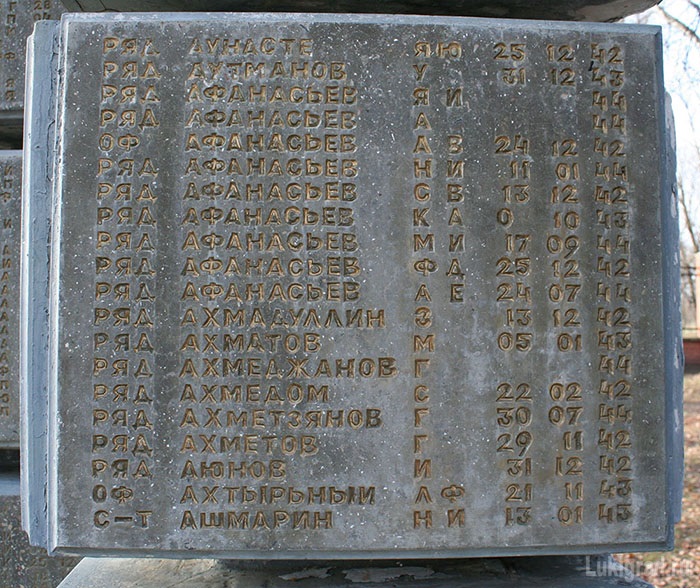 РЯД АУНАСТЕ ЯЮ 25 12 42
РЯД АУТМАНОВ У 31 12 43
РЯД АФАНАСЬЕВ Я И 44
РЯД АФАНАСЬЕВ А 44
ОФ АФАНАСЬЕВ А В 24 12 42
РЯД АФАНАСЬЕВ Н И 11 01 44
РЯД АФАНАСЬЕВ С В 13 12 42
РЯД АФАНАСЬЕВ К А 0 10 43
РЯД АФАНАСЬЕВ М И 17 09 44
РЯД АФАНАСЬЕВ Ф Д 25 12 42
РЯД АФАНАСЬЕВ А Е 24 07 44
РЯД АХМАДУЛЛИН З 13 12 42
РЯД АХМАТОВ М 05 01 43
РЯД АХМЕДЖАНОВ Г 44
РЯД АХМЕДОМ С 22 02 42
РЯД АХМЕТЗЯНОВ Г 30 07 44
РЯД АХМЕТОВ Г 29 11 42
РЯД АЮНОВ И 31 12 42
ОФ АХТЫРЬНЫЙ Л Ф 21 11 43
С-Т АШМАРИН Н И 13 01 43